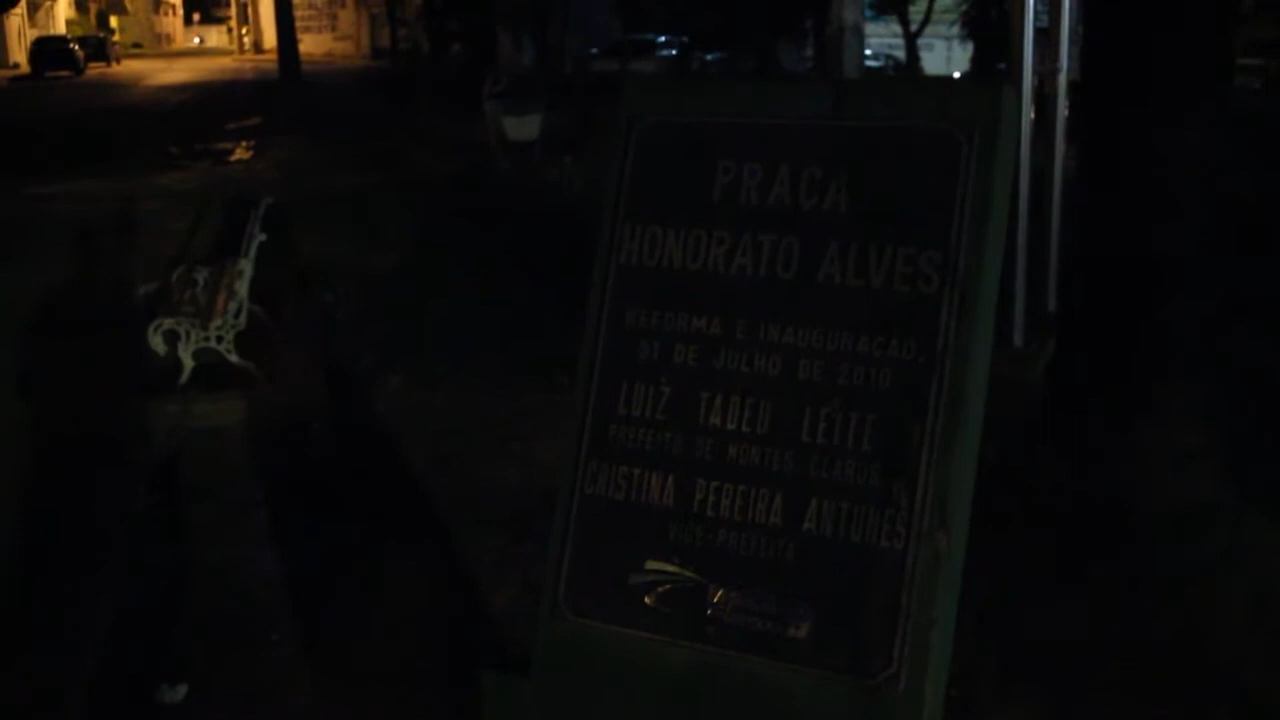 PRAÇA
HONORATO ALVES
REFORMA E INAUGURAÇÃO,
DE JULHO DE 2010
LUIZ TADEU LEITE
PREFEITO DE MONTES CLAROS
CRISTINA PEREIRA ANTUNES
VICE-PREFEITA